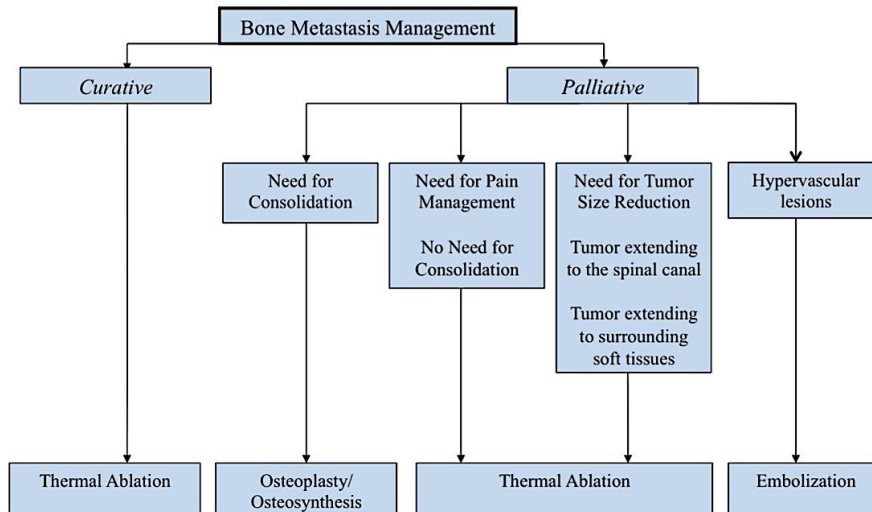 Bone Metastasis Management
Curative
Palliative
Need for
Consolidation
Need for Pain
Management
No Need for
Consolidation
Need for Tumor
Size Reduction
Tumor extending
to the spinal canal
Tumor extending
to surrounding
soft tissues
Hypervascular
lesions
Thermal Ablation
Osteoplasty/
Osteosynthesis
Thermal Ablation
Embolization